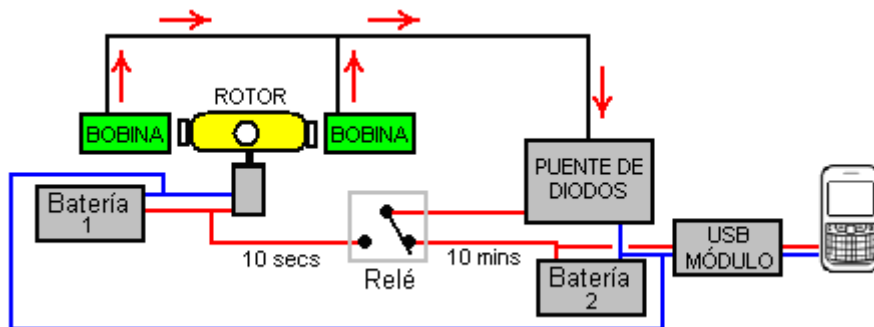 ROTOR
BOBINA
BOBINA
PUENTE DE
DIODOS
Batería
1
10 secs
Relé
10 mins
Batería
2
USB
MÓDULO